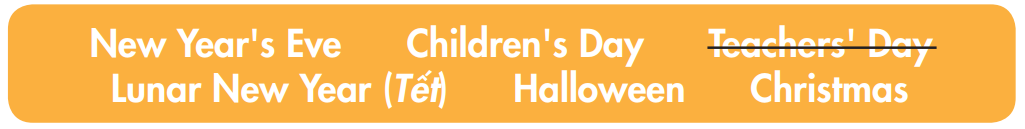 New Year's Eve Children's Day Teachers' Day
Lunar New Year (Tết) Halloween Christmas